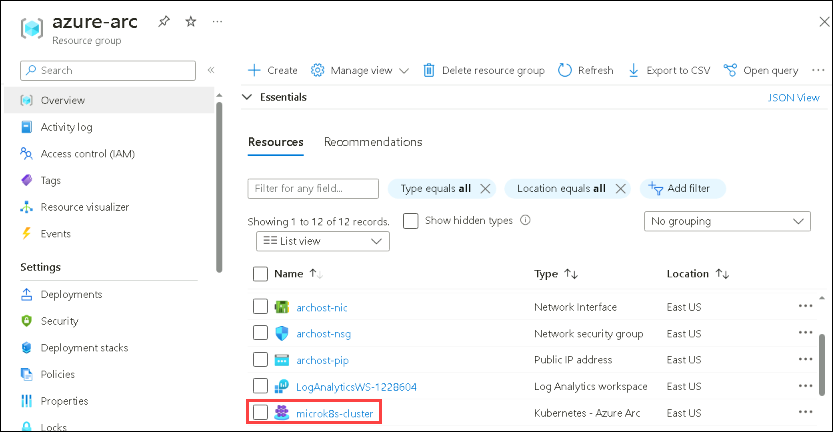 azure-arc
Resource group
Search
Overview
Activity log
Access control (IAM)
Tags
Resource visualizer
Events
Settings
Deployments
Security
Deployment stacks
Policies
Properties
Locks
Create Manage view Delete resource group Refresh Export to CSV Open query
Essentials JSON View
Resources Recommendations
Filter for any field... Type equals all Location equals all Add filter
Showing 1 to 12 of 12 records. Show hidden types No grouping
List view
Name Type Location
archost-nic Network Interface East US
archost-nsg Network security group East US
archost-pip Public IP address East US
LogAnalyticsWS-1228604 Log Analytics workspace East US
microk8s-cluster Kubernetes - Azure Arc East US